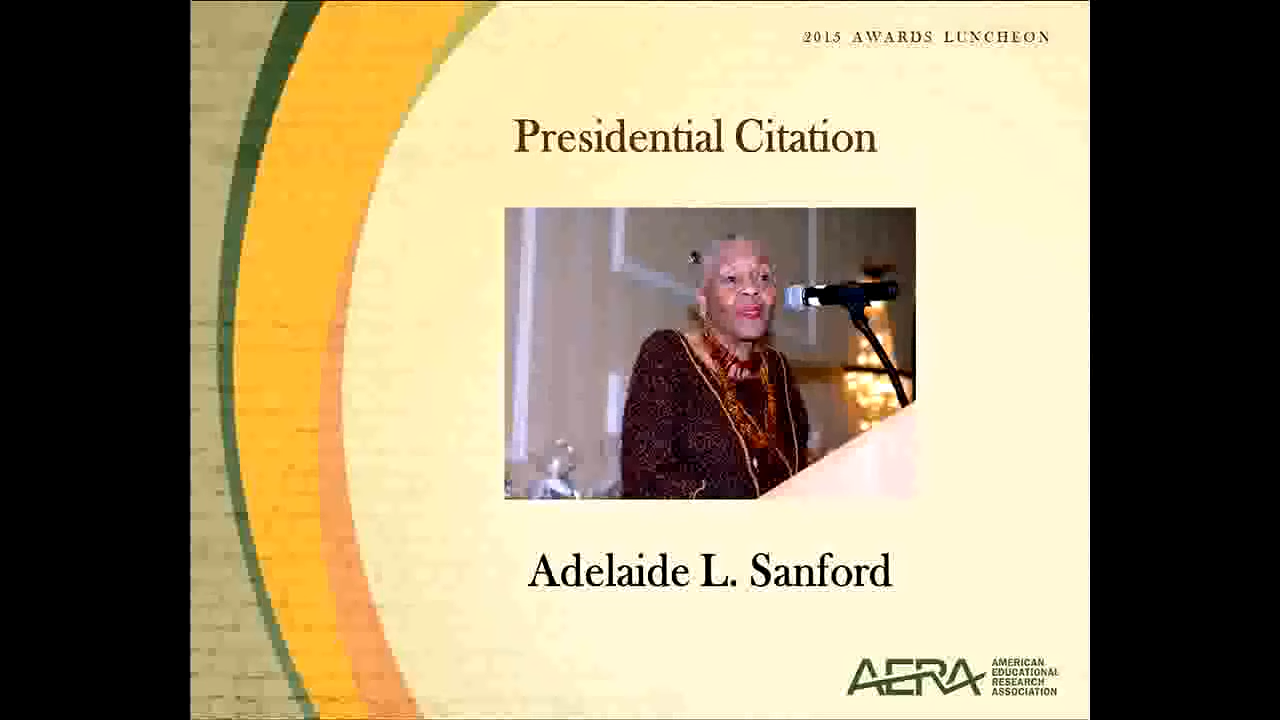 2015 AWARDS LUNCHEON
Presidential Citation
Adelaide L. Sanford
AERA
AMERICAN
EDUCATIONAL
RESEARCH
ASSOCIATION